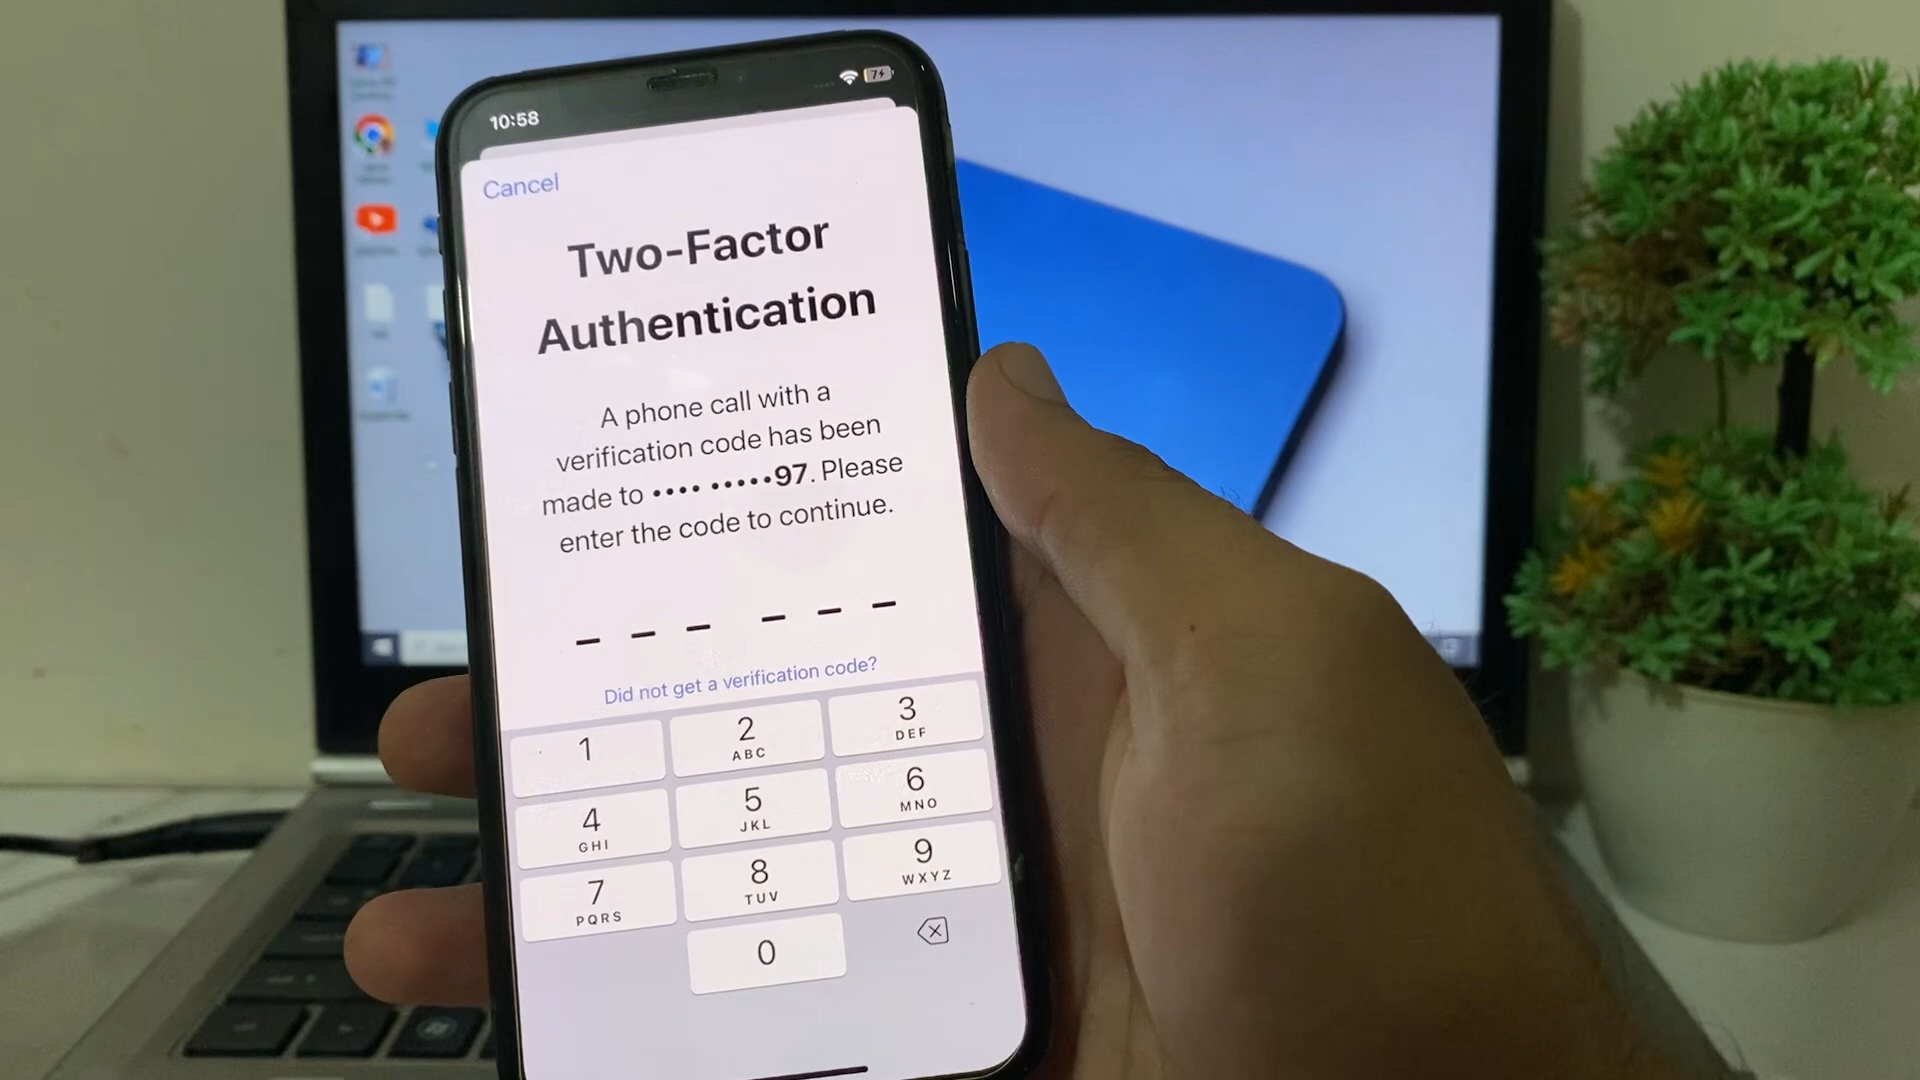 10:58
7
Cancel
Two-Factor
Authentication
A phone call with a
verification code has been
made to •••• •••••97. Please
enter the code to continue.
Did not get a verification code?
1
2
ABC
3
DEF
4
GHI
5
JKL
6
MNO
7
PQRS
8
TUV
9
WXYZ
0